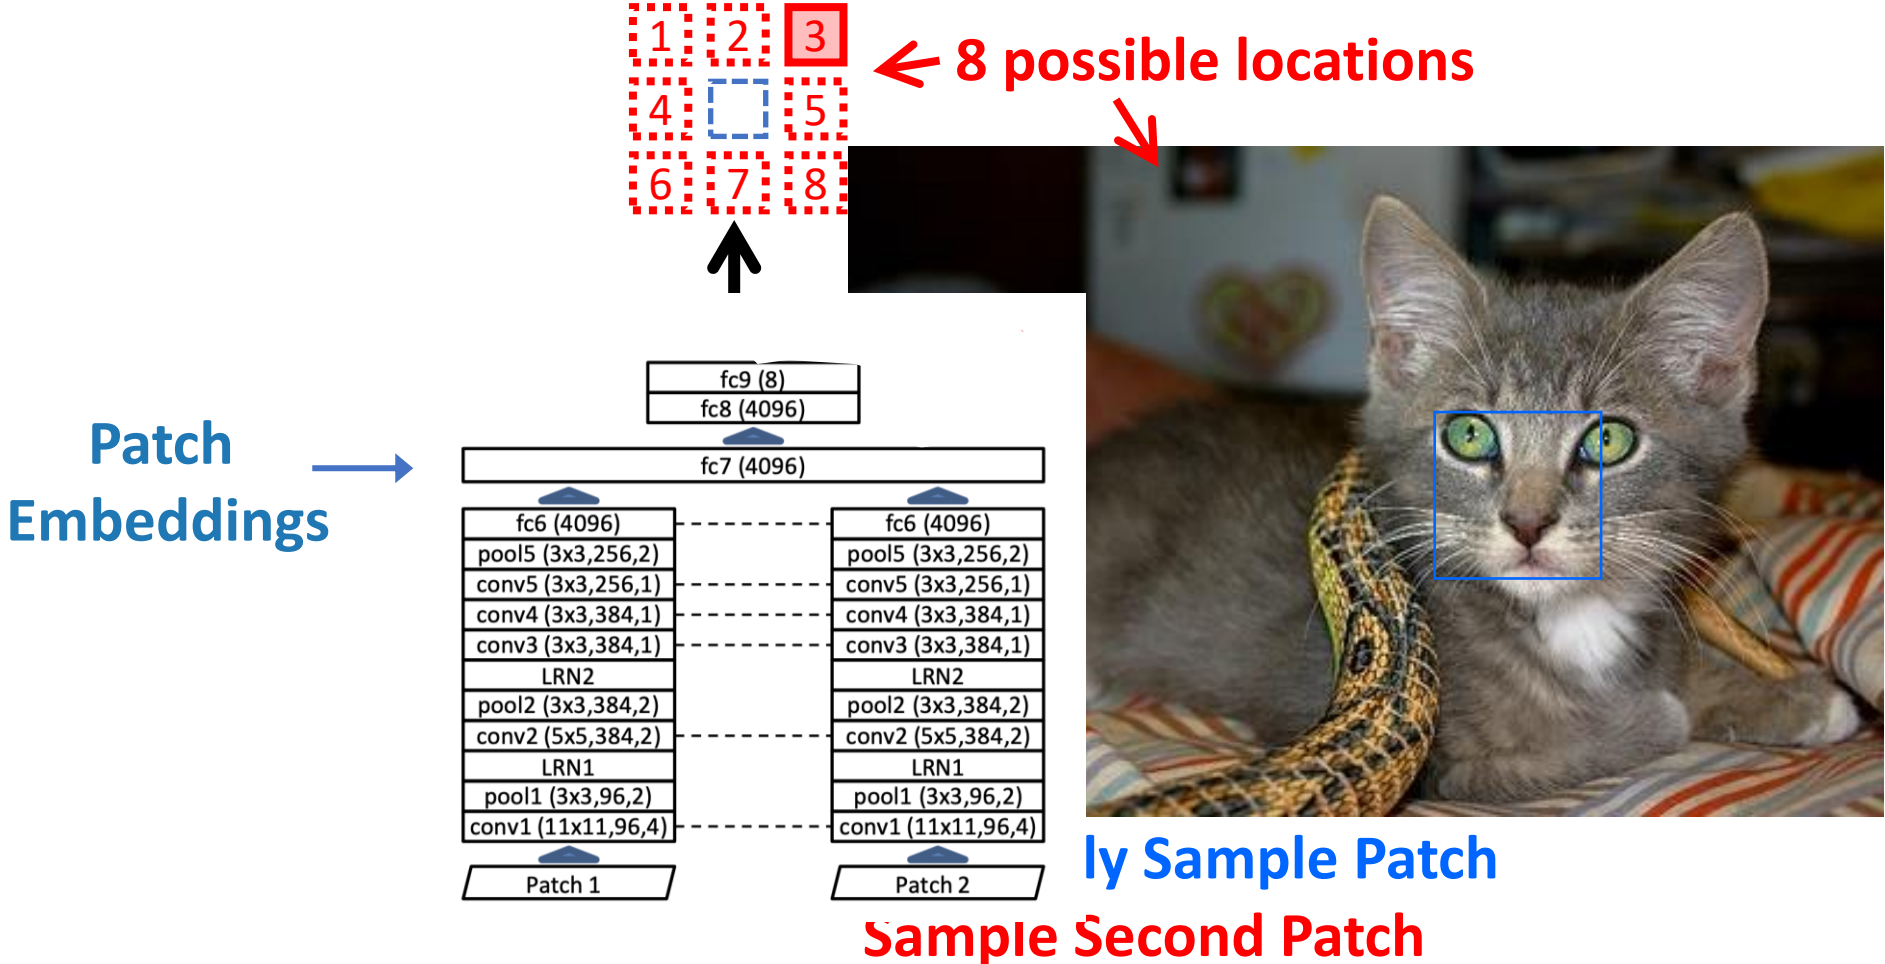 1 2 3
4 5
6 7 8
8 possible locations
Patch
Embeddings
fc9 (8)
fc8 (4096)
fc7 (4096)
fc6 (4096) fc6 (4096)
pool5 (3x3,256,2) pool5 (3x3,256,2)
conv5 (3x3,256,1) conv5 (3x3,256,1)
conv4 (3x3,384,1) conv4 (3x3,384,1)
conv3 (3x3,384,1) conv3 (3x3,384,1)
LRN2 LRN2
pool2 (3x3,384,2) pool2 (3x3,384,2)
conv2 (5x5,384,2) conv2 (5x5,384,2)
LRN1 LRN1
pool1 (3x3,96,2) pool1 (3x3,96,2)
conv1 (11x11,96,4) conv1 (11x11,96,4)
Patch 1 Patch 2
ly Sample Patch
Sample Second Patch